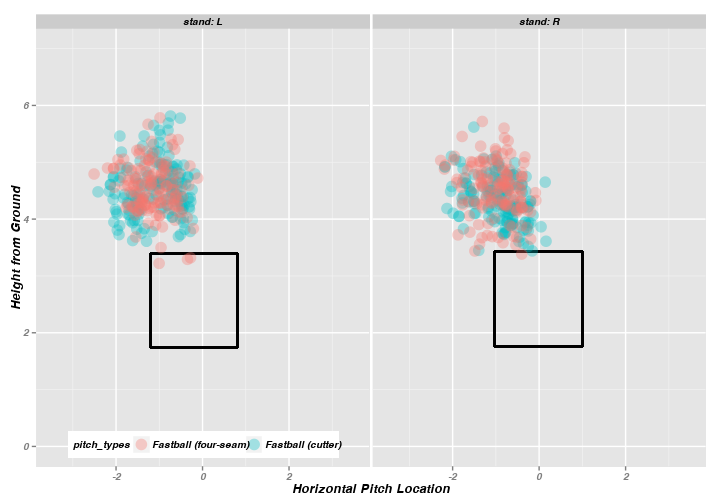 stand: L
stand: R
Height from Ground
6
4
2
0
pitch_types Fastball (four-seam) Fastball (cutter)
-2 0 2 -2 0 2
Horizontal Pitch Location